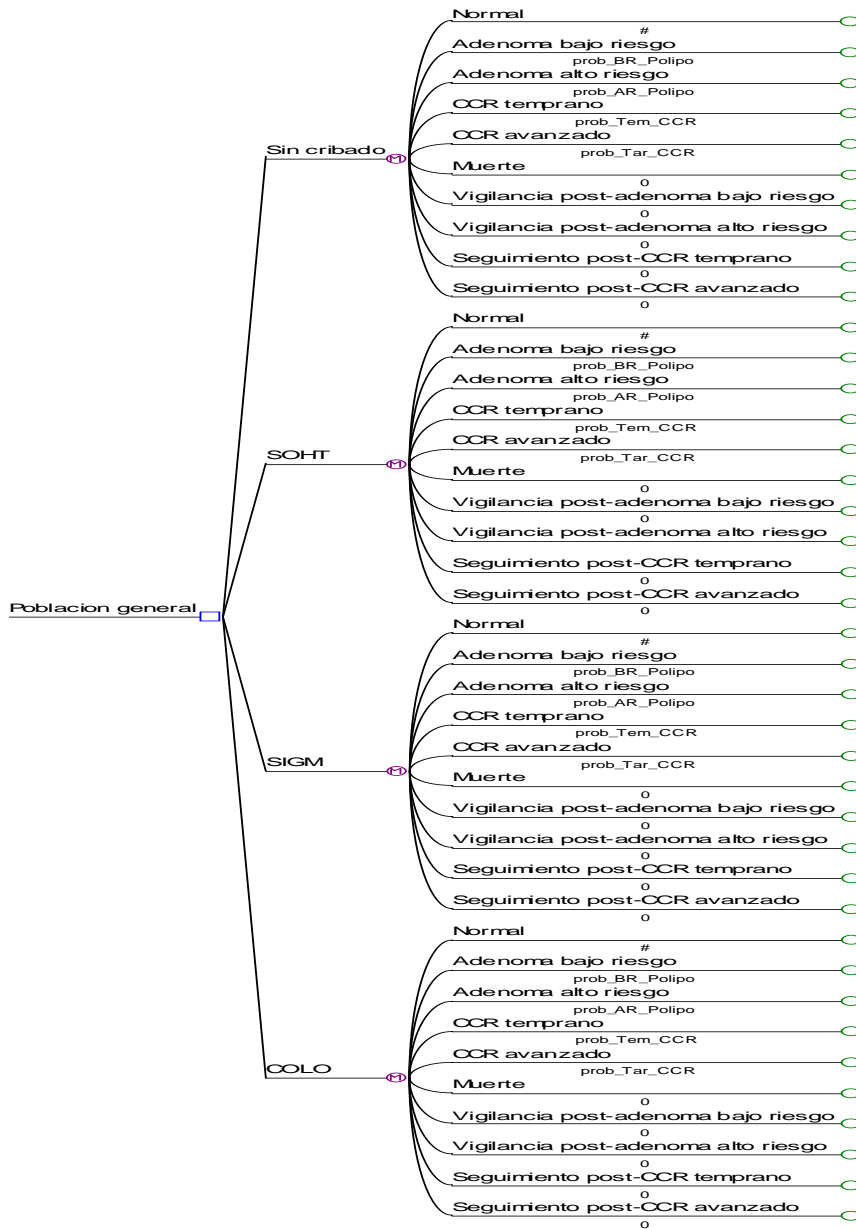 Normal
#
Adenoma bajo riesgo
prob_BR_Polipo
Adenoma alto riesgo
prob_AR_Polipo
CCR temprano
prob_Tem_CCR
CCR avanzado
prob_Tar_CCR
Sin cribado
M
Muerte
0
Vigilancia post-adenoma bajo riesgo
0
Vigilancia post-adenoma alto riesgo
0
Seguimiento post-CCR temprano
0
Seguimiento post-CCR avanzado
0
Normal
#
Adenoma bajo riesgo
prob_BR_Polipo
Adenoma alto riesgo
prob_AR_Polipo
CCR temprano
prob_Tem_CCR
CCR avanzado
prob_Tar_CCR
SOHT
M
Muerte
0
Vigilancia post-adenoma bajo riesgo
0
Vigilancia post-adenoma alto riesgo
0
Seguimiento post-CCR temprano
0
Seguimiento post-CCR avanzado
0
Poblacion general
Normal
#
Adenoma bajo riesgo
prob_BR_Polipo
Adenoma alto riesgo
prob_AR_Polipo
CCR temprano
prob_Tem_CCR
CCR avanzado
prob_Tar_CCR
SIGM
M
Muerte
0
Vigilancia post-adenoma bajo riesgo
0
Vigilancia post-adenoma alto riesgo
0
Seguimiento post-CCR temprano
0
Seguimiento post-CCR avanzado
0
Normal
#
Adenoma bajo riesgo
prob_BR_Polipo
Adenoma alto riesgo
prob_AR_Polipo
CCR temprano
prob_Tem_CCR
CCR avanzado
prob_Tar_CCR
COLO
M
Muerte
0
Vigilancia post-adenoma bajo riesgo
0
Vigilancia post-adenoma alto riesgo
0
Seguimiento post-CCR temprano
0
Seguimiento post-CCR avanzado
0